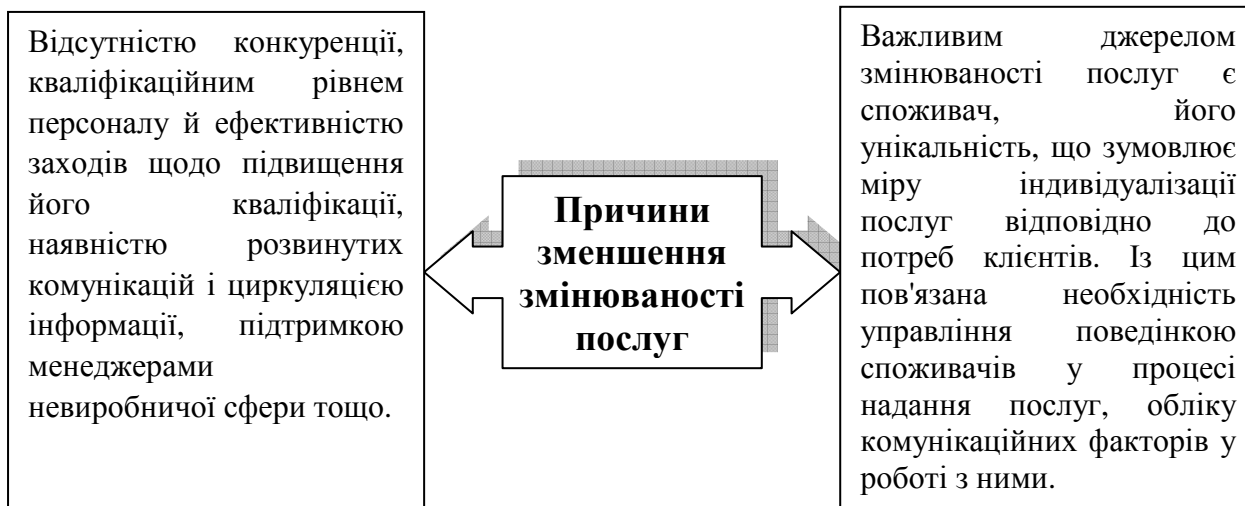 Відсутністю конкуренції,
кваліфікаційним рівнем
персоналу й ефективністю
заходів щодо підвищення
його кваліфікації,
наявністю розвинутих
комунікацій і циркуляцією
інформації, підтримкою
менеджерами
невиробничої сфери тощо.
Причини
зменшення
змінюваності
послуг
Важливим джерелом
змінюваності послуг є
споживач, його
унікальність, що зумовлює
міру індивідуалізації
послуг відповідно до
потреб клієнтів. Із цим
пов'язана необхідність
управління поведінкою
споживачів у процесі
надання послуг, обліку
комунікаційних факторів у
роботі з ними.